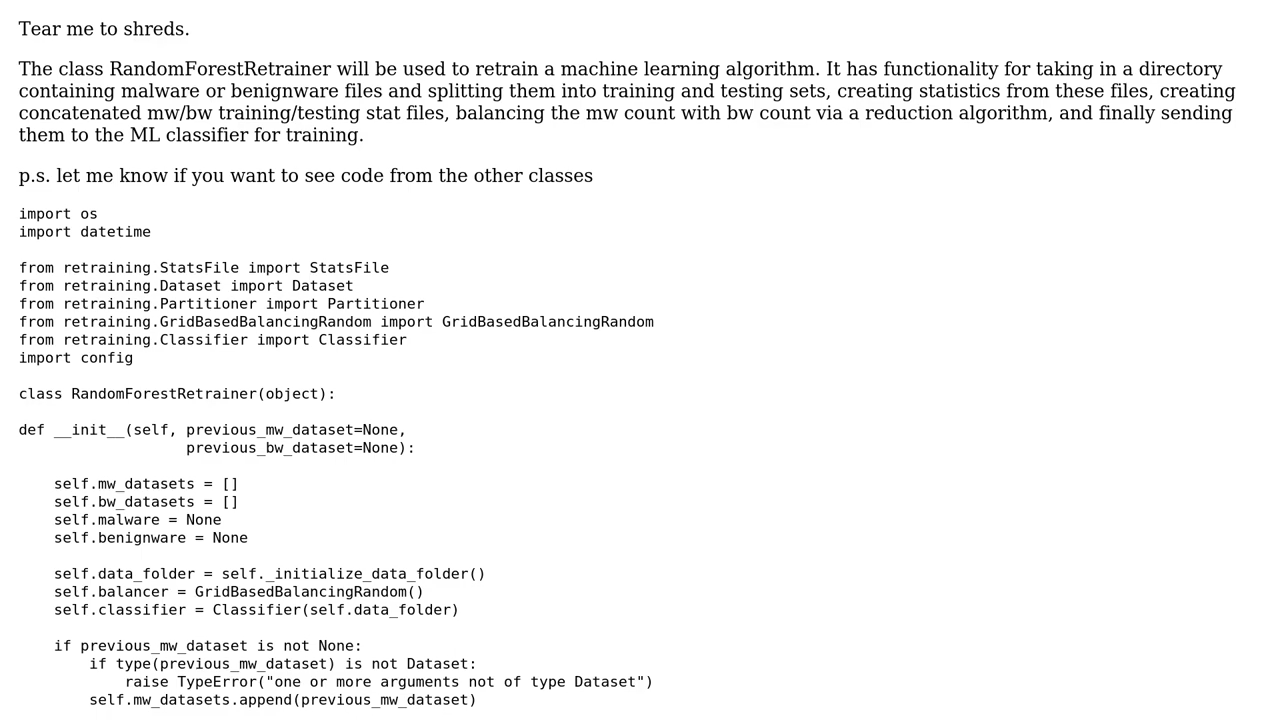 Tear me to shreds.
The class RandomForestRetrainer will be used to retrain a machine learning algorithm. It has functionality for taking in a directory
containing malware or benignware files and splitting them into training and testing sets, creating statistics from these files, creating
concatenated mw/bw training/testing stat files, balancing the mw count with bw count via a reduction algorithm, and finally sending
them to the ML classifier for training.
p.s. let me know if you want to see code from the other classes
import os
import datetime
from retraining.StatsFile import StatsFile
from retraining.Dataset import Dataset
from retraining.Partitioner import Partitioner
from retraining.GridBasedBalancingRandom import GridBasedBalancingRandom
from retraining.Classifier import Classifier
import config
class RandomForestRetrainer(object):
def __init__(self, previous_mw_dataset=None,
                   previous_bw_dataset=None):
    self.mw_datasets = []
    self.bw_datasets = []
    self.malware = None
    self.benignware = None
    self.data_folder = self._initialize_data_folder()
    self.balancer = GridBasedBalancingRandom()
    self.classifier = Classifier(self.data_folder)
    if previous_mw_dataset is not None:
        if type(previous_mw_dataset) is not Dataset:
            raise TypeError("one or more arguments not of type Dataset")
        self.mw_datasets.append(previous_mw_dataset)